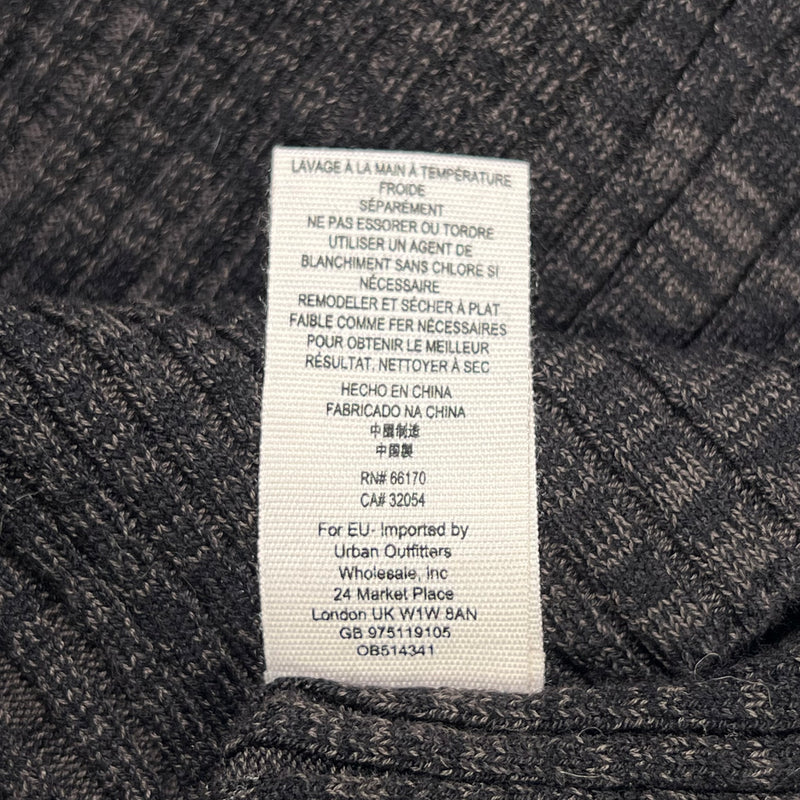 LAVAGE À LA MAIN À TEMPÉRATURE
FROIDE
SÉPARÉMENT
NE PAS ESSORER OU TORDRE
UTILISER UN AGENT DE
BLANCHIMENT SANS CHLORE SI
NÉCESSAIRE
REMODELER ET SÉCHER À PLAT
FAIBLE COMME FER NÉCESSAIRES
POUR OBTENIR LE MEILLEUR
RÉSULTAT, NETTOYER À SEC
HECHO EN CHINA
FABRICADO NA CHINA
中國制造
中国製
RN# 66170
CA# 32054
For EU- Imported by
Urban Outfitters
Wholesale, Inc
24 Market Place
London UK W1W 8AN
GB 975119105
OB514341